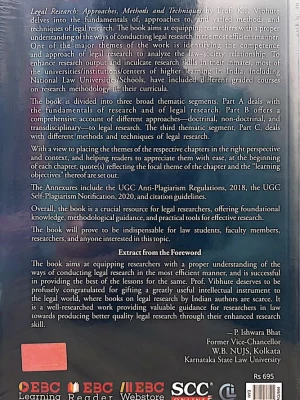 Legal Research: Approaches, Methods and Techniques by Prof. Khushal Vibhute
delves into the fundamentals of, approaches to, and varied methods and
techniques of legal research. The book aims at equipping researchers with a proper
understanding of the ways of conducting legal research in the most efficient manner.
One of the major themes of the work is identifying a competent
and approach of legal research to analyze the law
enhance research output and inculcate research skills in their students most of
the universities/institutions/centers of higher learning in India, including
National Law Universities/Schools, have included different graded courses
on research methodology in their curricula.
The book is divided into three broad thematic segments. Part A deals with
the fundamentals of research and of legal research. Part B offers a
comprehensive account of different approaches—doctrinal, non-doctrinal, and
transdisciplinary—to legal research. The third thematic segment, Part C, deals
with different methods and techniques of legal research.
With a view to placing the themes of the respective chapters in the right perspective
and context, and helping readers to appreciate them with ease, at the beginning
of each chapter, quote(s) reflecting the focal theme of the chapter and the "learning
objectives" thereof are set out.
The Annexures include the UGC Anti-Plagiarism Regulations, 2018, the UGC
Self-Plagiarism Notification, 2020, and citation guidelines.
Overall, the book is a crucial resource for legal researchers, offering foundational
knowledge, methodological guidance, and practical tools for effective research.
The book will prove to be indispensable for law students, faculty members,
researchers, and anyone interested in this topic.
Extract from the Foreword
The book aims at equipping researchers with a proper understanding of the
ways of conducting legal research in the most efficient manner, and is successful
in providing the best of the lessons for the same. Prof. Vibhute deserves to be
profusely congratulated for gifting a greatly useful intellectual instrument to
the legal world, where books on legal research by Indian authors are scarce. It
is a well-researched work providing valuable guidance for researchers in law
towards producing better quality legal research through their enhanced research
skill.
– P. Ishwara Bhat
Former Vice-Chancellor
W.B. NUJS, Kolkata
Karnataka State Law University
EBC Learning
EBC Reader
EBC Webstore
SCC ONLINE
Rs 695